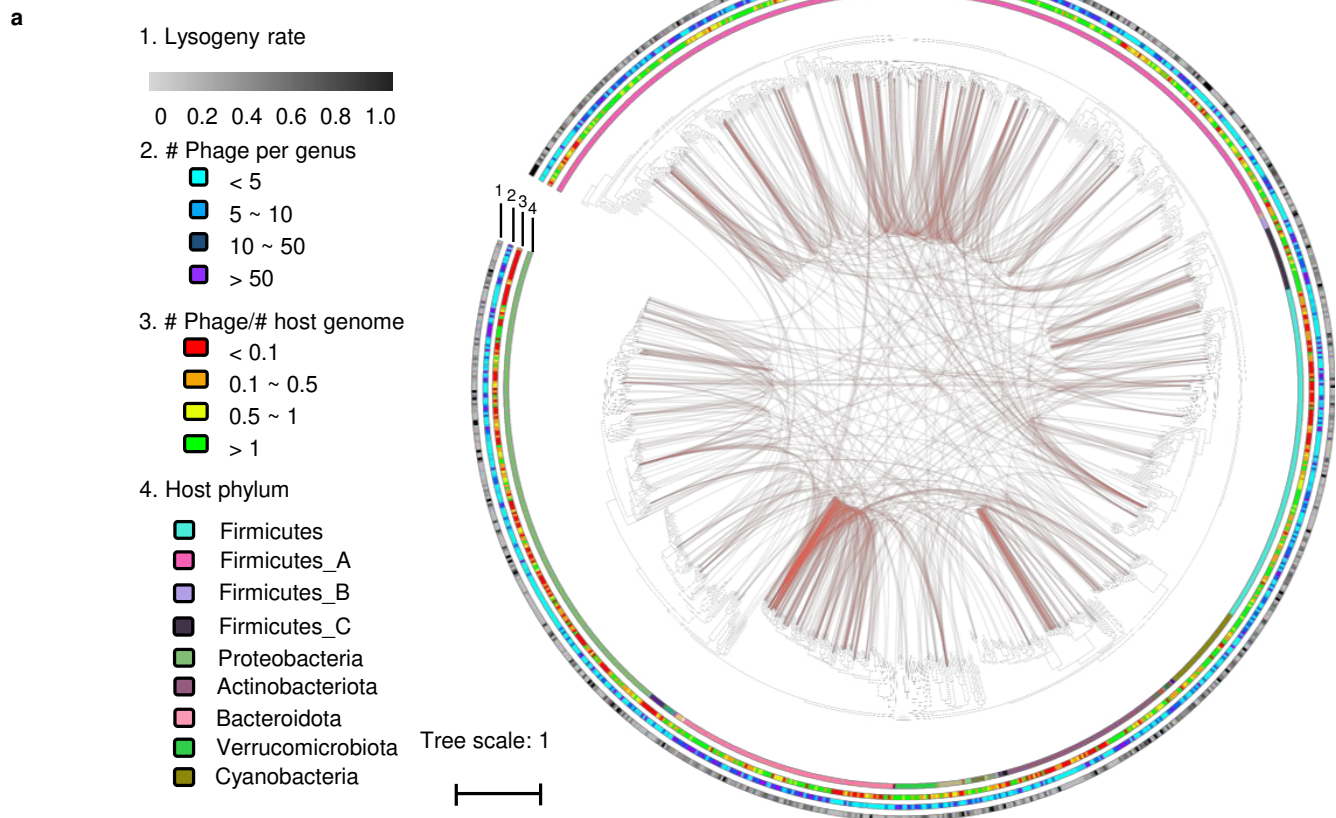 a
1. Lysogeny rate
0 0.2 0.4 0.6 0.8 1.0
2. # Phage per genus
< 5
5 ~ 10
10 ~ 50
> 50
1 2 3 4
3. # Phage/# host genome
< 0.1
0.1 ~ 0.5
0.5 ~ 1
> 1
4. Host phylum
Firmicutes
Firmicutes_A
Firmicutes_B
Firmicutes_C
Proteobacteria
Actinobacteriota
Bacteroidota
Verrucomicrobiota
Cyanobacteria
Tree scale: 1